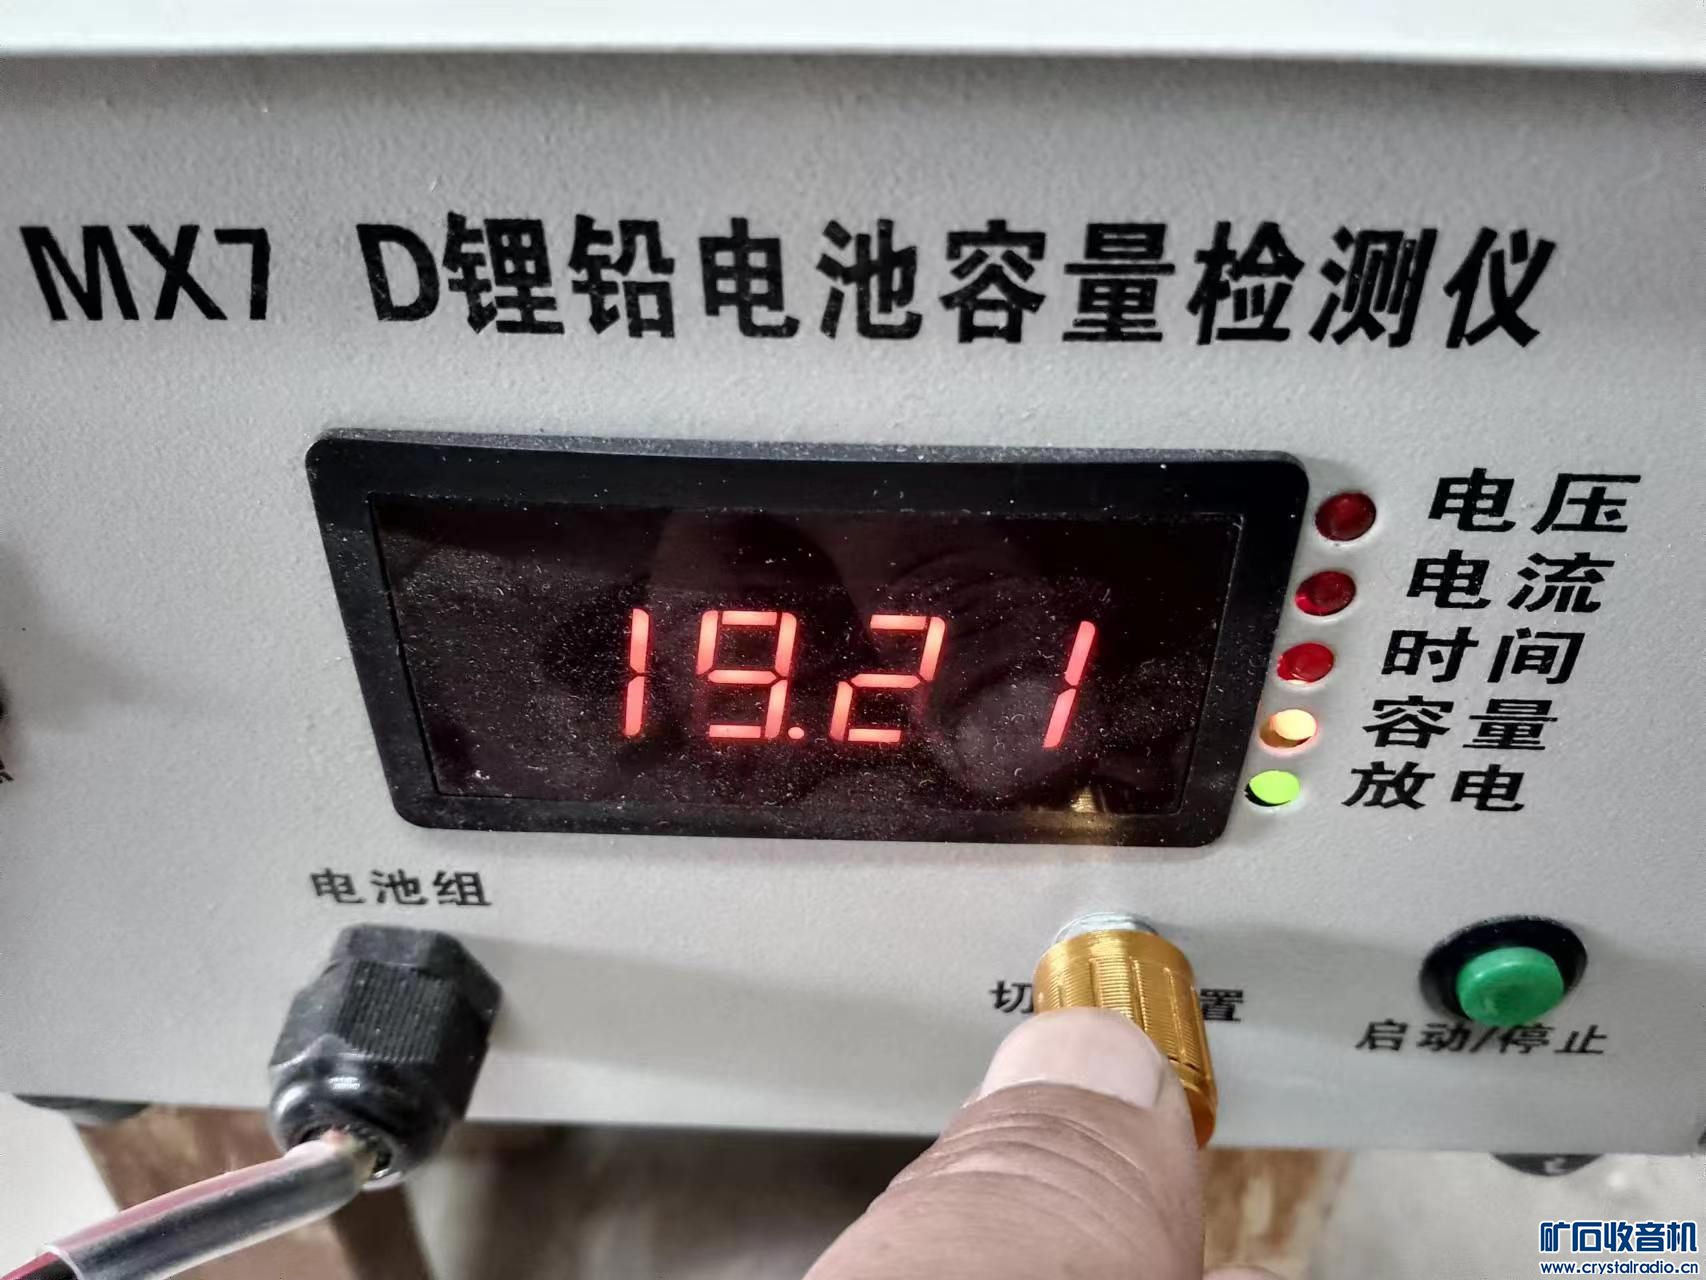 MX7 D锂铅电池容量检测仪
19.21
电压
电流
时间
容量
放电
电池组
切 置
启动/停止
矿石收音机
www.crystalradio.cn